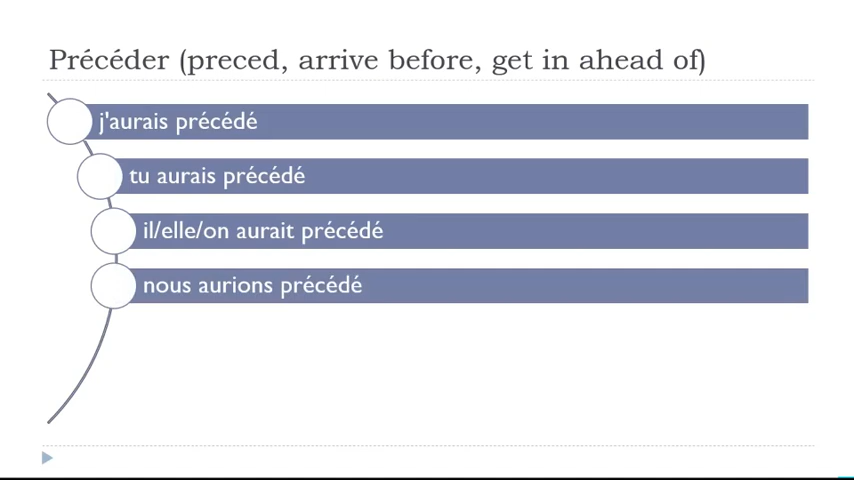 Précéder (preced, arrive before, get in ahead of)
j'aurais précédé
tu aurais précédé
il/elle/on aurait précédé
nous aurions précédé